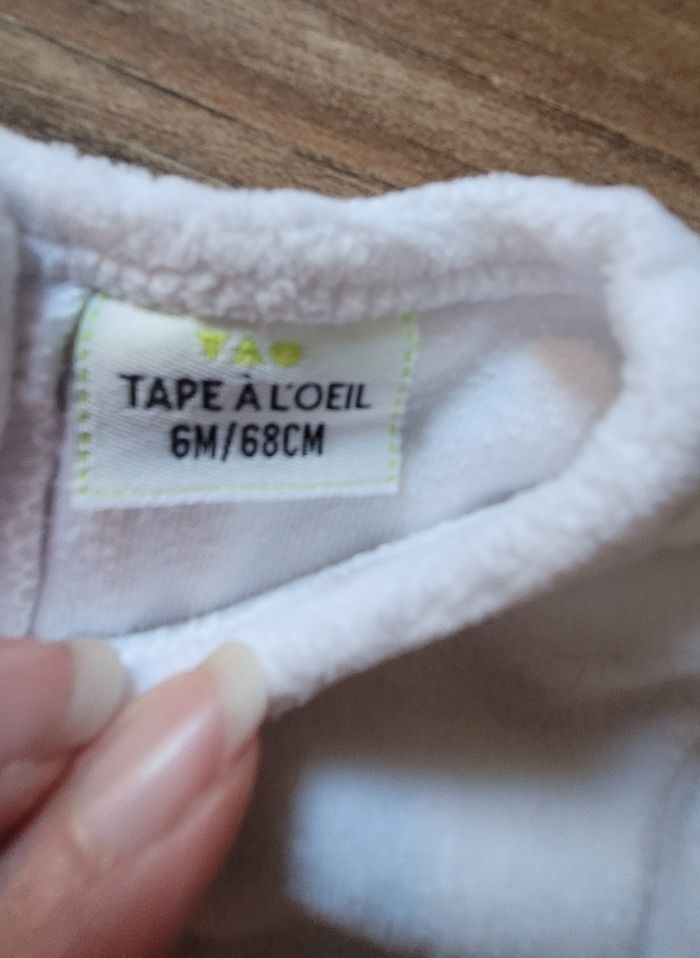 TAO
TAPE À L'OEIL
6M/68CM